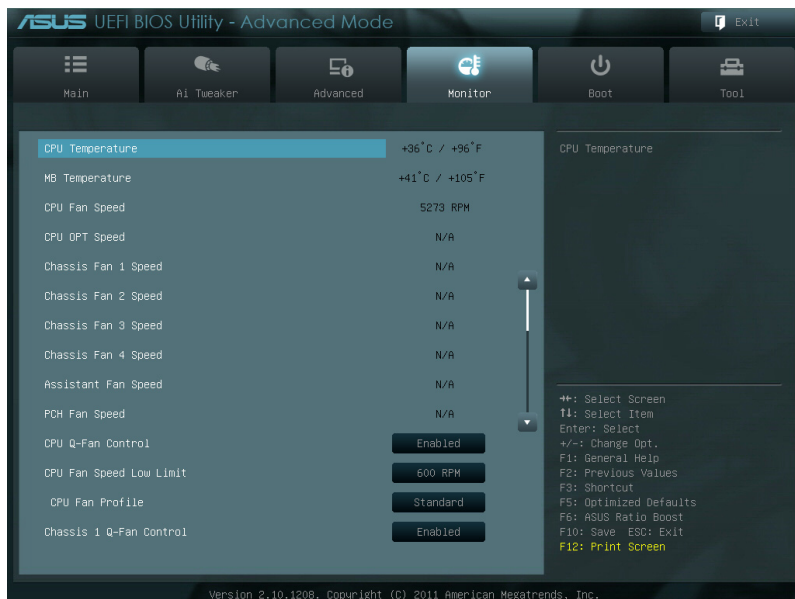 ASUS UEFI BIOS Utility - Advanced Mode
Exit
Main
Ai Tweaker
Advanced
Monitor
Boot
Tool
CPU Temperature +36°C / +96°F
MB Temperature +41°C / +105°F
CPU Fan Speed 5273 RPM
CPU OPT Speed N/A
Chassis Fan 1 Speed N/A
Chassis Fan 2 Speed N/A
Chassis Fan 3 Speed N/A
Chassis Fan 4 Speed N/A
Assistant Fan Speed N/A
PCH Fan Speed N/A
CPU Q-Fan Control Enabled
CPU Fan Speed Low Limit 600 RPM
CPU Fan Profile Standard
Chassis 1 Q-Fan Control Enabled
CPU Temperature
→←: Select Screen
↑↓: Select Item
Enter: Select
+/-: Change Opt.
F1: General Help
F2: Previous Values
F3: Shortcut
F5: Optimized Defaults
F6: ASUS Ratio Boost
F10: Save ESC: Exit
F12: Print Screen
Version 2.10.1208. Copyright (C) 2011 American Megatrends, Inc.